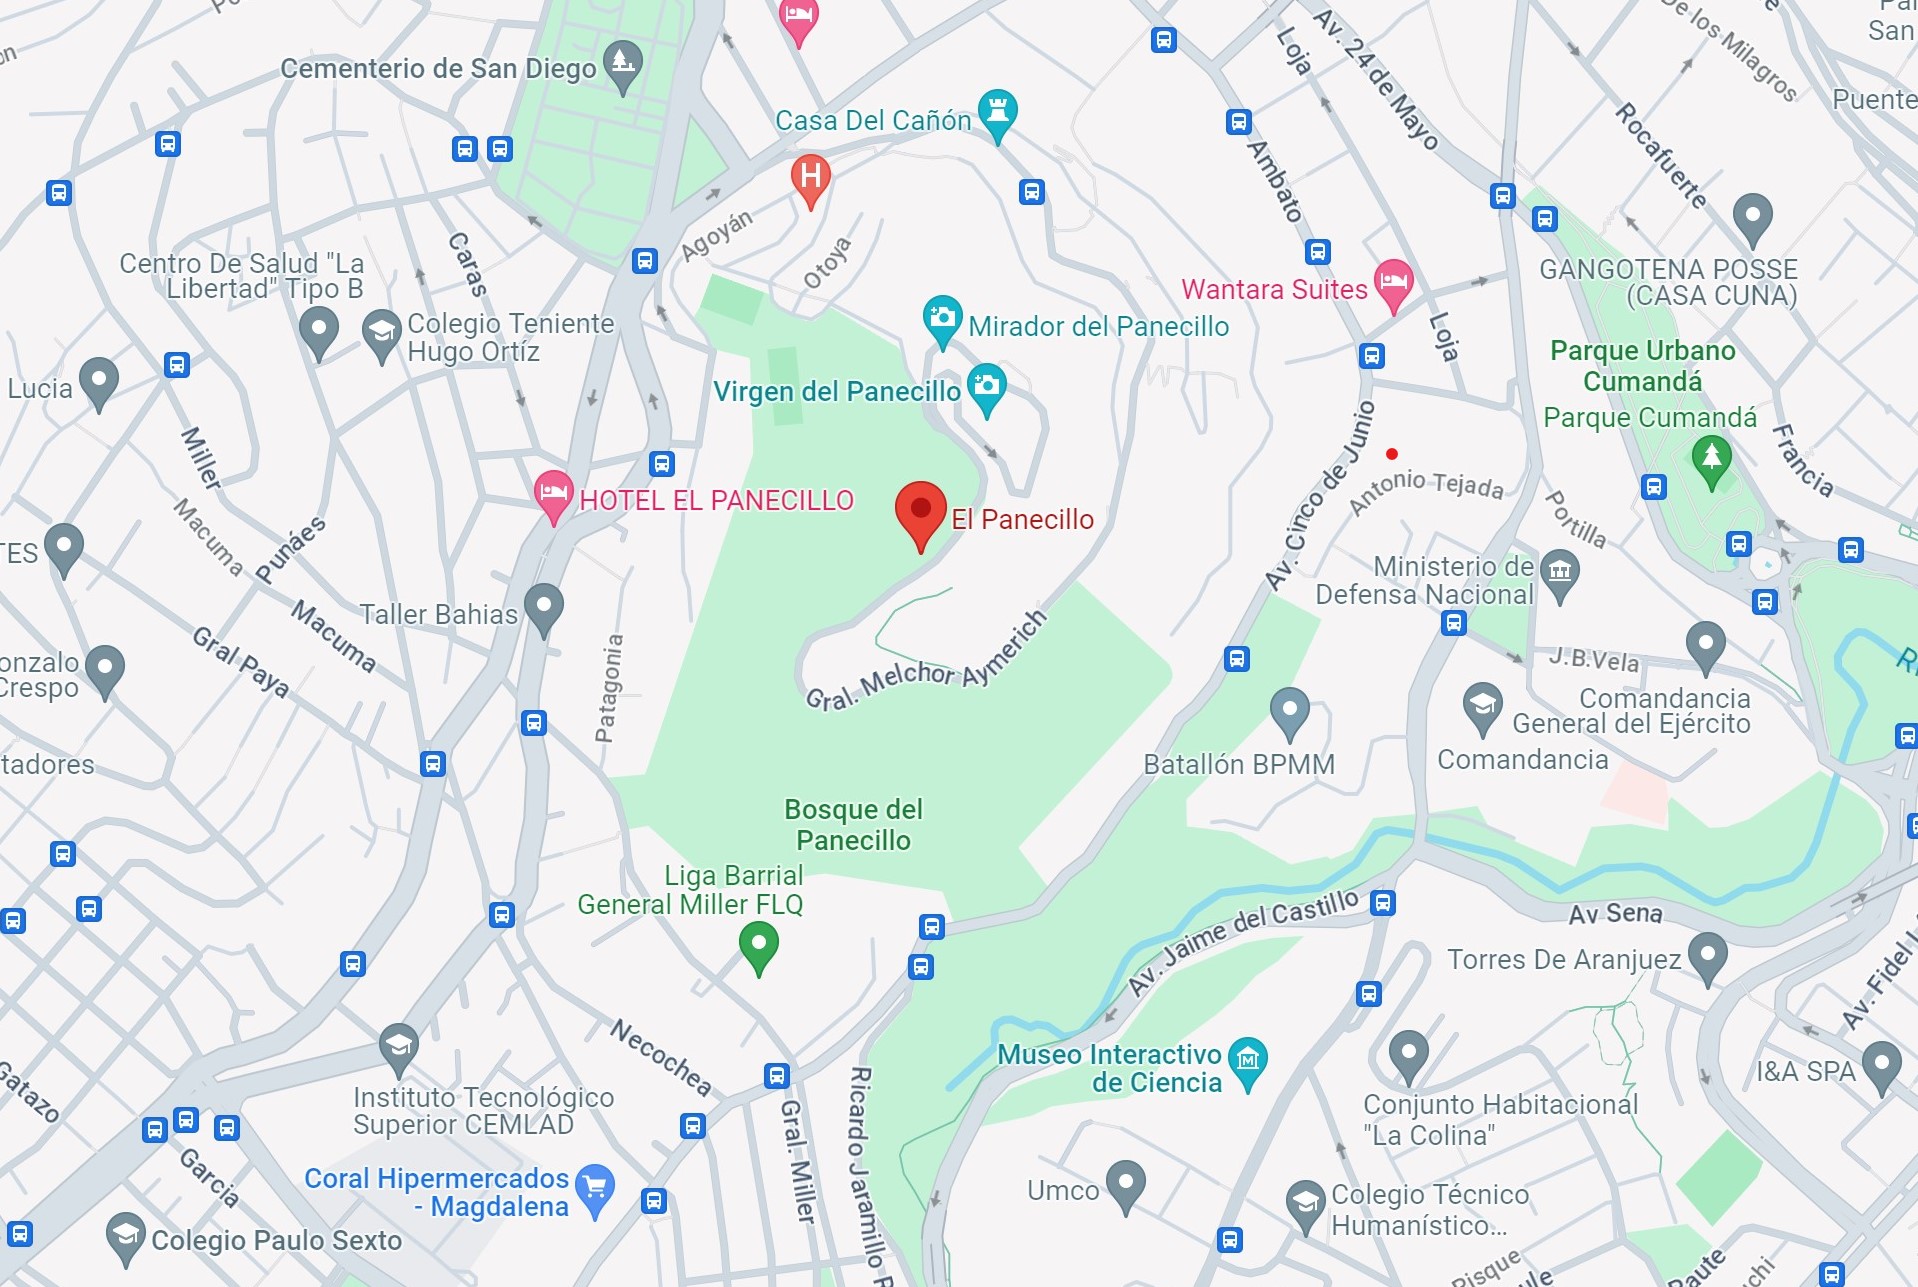 De los Milagros
San
Av. 24 de Mayo
Loja
Cementerio de San Diego
Puente
Casa Del Cañón
Rocafuerte
Ambato
H
Agoyán
Otoya
Caras
Centro De Salud "La
Libertad" Tipo B
GANGOTENA POSSE
(CASA CUNA)
Wantara Suites
Colegio Teniente
Hugo Ortíz
Mirador del Panecillo
Loja
Parque Urbano
Cumandá
Lucia
Virgen del Panecillo
Parque Cumandá
Miller
Av. Cinco de Junio
Francia
Antonio Tejada
HOTEL EL PANECILLO
El Panecillo
Portilla
Macuma
Punáes
TES
Ministerio de
Defensa Nacional
Taller Bahias
Macuma
Gral Paya
Patagonia
Gral. Melchor Aymerich
J.B.Vela
onzalo
Crespo
Comandancia
General del Ejército
Comandancia
tadores
Batallón BPMM
Bosque del
Panecillo
Liga Barrial
General Miller FLQ
Av. Jaime del Castillo
Av Sena
Torres De Aranjuez
Av. Fidel
Necochea
Museo Interactivo
de Ciencia
M
I&A SPA
Gatazo
Instituto Tecnológico
Superior CEMLAD
Conjunto Habitacional
"La Colina"
Gral. Miller
Ricardo Jaramillo
Garcia
Coral Hipermercados
- Magdalena
Umco
Colegio Técnico
Humanístico...
Colegio Paulo Sexto
Risque